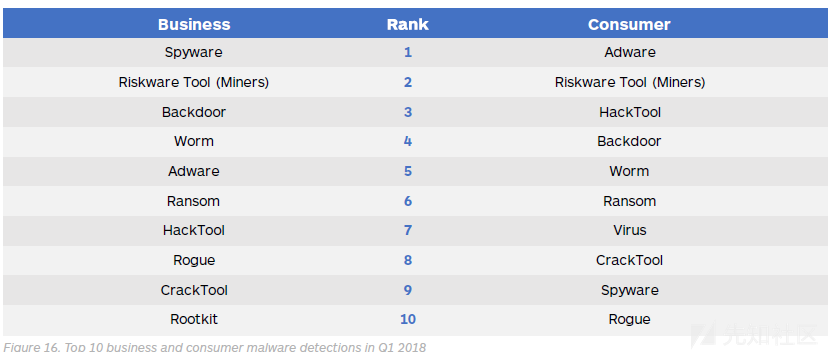 Business Rank Consumer
Spyware 1 Adware
Riskware Tool (Miners) 2 Riskware Tool (Miners)
Backdoor 3 HackTool
Worm 4 Backdoor
Adware 5 Worm
Ransom 6 Ransom
HackTool 7 Virus
Rogue 8 CrackTool
CrackTool 9 Spyware
Rootkit 10 Rogue
先知社区
Figure 16. Top 10 business and consumer malware detections in Q1 2018